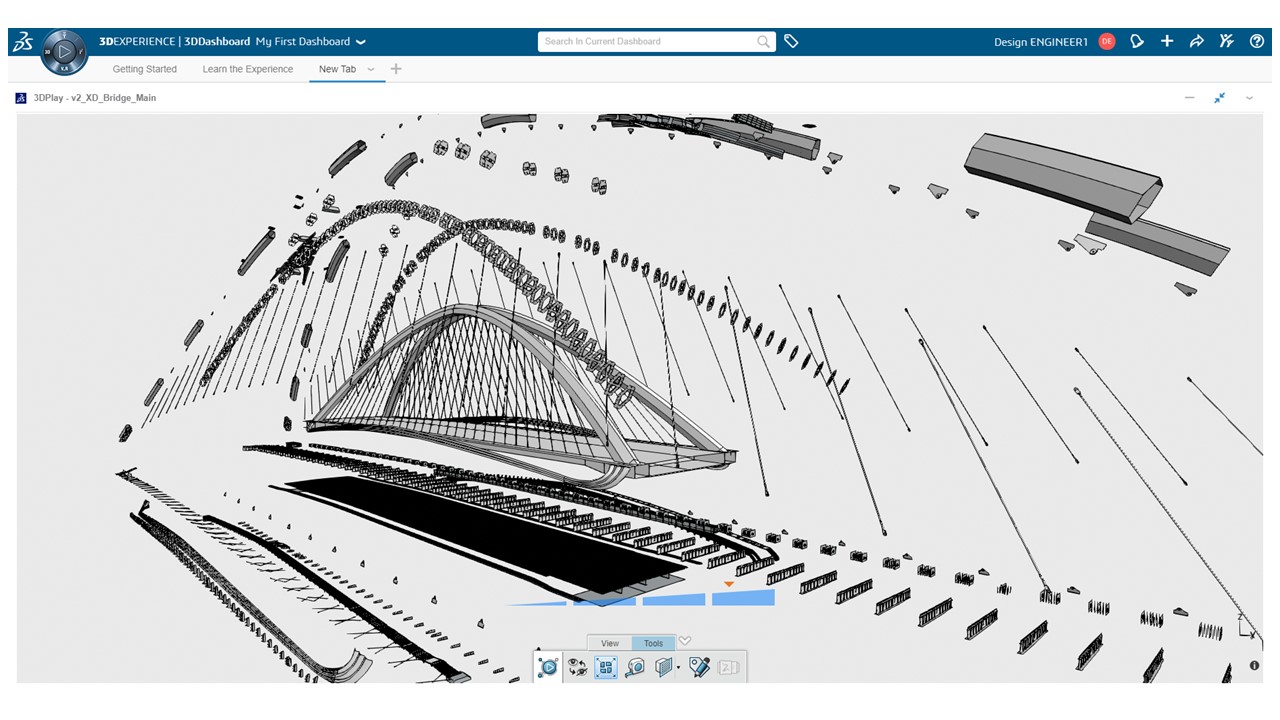 3DEXPERIENCE | 3DDashboard My First Dashboard
Search In Current Dashboard
Design ENGINEER1 DE
Getting Started Learn the Experience New Tab
3DPlay - v2_XD_Bridge_Main
View Tools